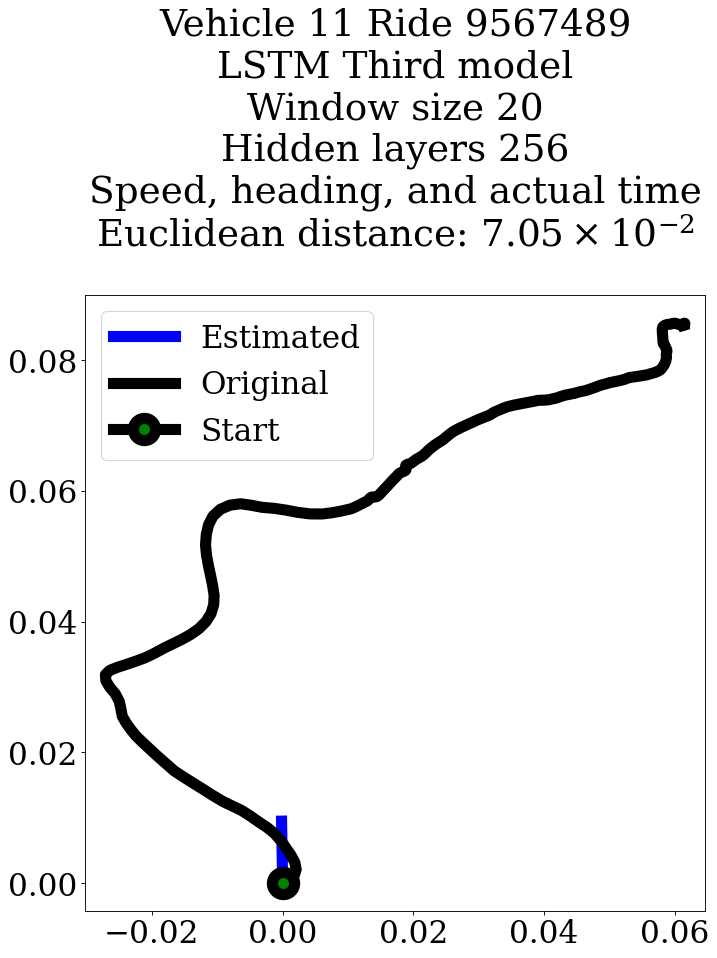 Vehicle 11 Ride 9567489
LSTM Third model
Window size 20
Hidden layers 256
Speed, heading, and actual time
Euclidean distance: 7.05 × 10⁻²
Estimated
Original
Start
0.08
0.06
0.04
0.02
0.00
−0.02 0.00 0.02 0.04 0.06